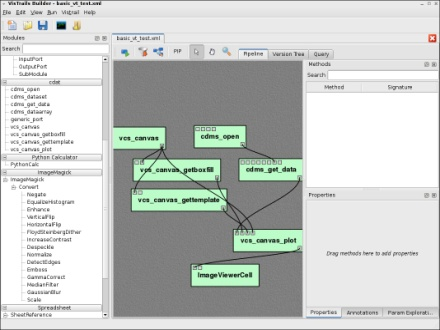 VisTrails Builder - basic_vt_test.xml
File Edit View Run Vistrail Help
Modules
Search
InputPort
OutputPort
SubModule
cdat
cdms_open
cdms_dataset
cdms_get_data
cdms_dataarray
generic_port
vcs_canvas
vcs_canvas_getboxfill
vcs_canvas_gettemplate
vcs_canvas_plot
Python Calculator
PythonCalc
ImageMagick
ImageMagick
Convert
Negate
EqualizeHistogram
Enhance
VerticalFlip
HorizontalFlip
FloydSteinbergDither
IncreaseContrast
Despeckle
Normalize
DetectEdges
Emboss
GammaCorrect
MedianFilter
GaussianBlur
Scale
Spreadsheet
SheetReference
basic_vt_test.xml
PIP
Pipeline
Version Tree
Query
vcs_canvas
cdms_open
vcs_canvas_getboxfill
cdms_get_data
vcs_canvas_gettemplate
vcs_canvas_plot
ImageViewerCell
Methods
Search
Method
Signature
Properties
Drag methods here to add properties
Properties
Annotations
Param Explorati..